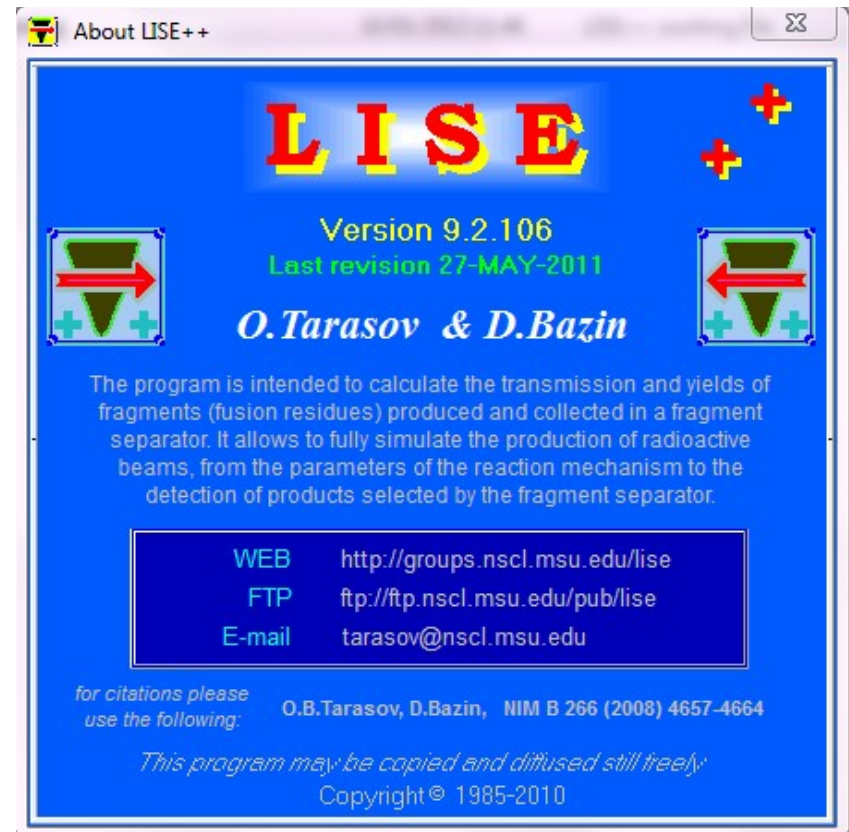 About LISE++
LISE ++
Version 9.2.106
Last revision 27-MAY-2011
O.Tarasov & D.Bazin
The program is intended to calculate the transmission and yields of
fragments (fusion residues) produced and collected in a fragment
separator. It allows to fully simulate the production of radioactive
beams, from the parameters of the reaction mechanism to the
detection of products selected by the fragment separator.
WEB http://groups.nscl.msu.edu/lise
FTP ftp://ftp.nscl.msu.edu/pub/lise
E-mail tarasov@nscl.msu.edu
for citations please
use the following: O.B.Tarasov, D.Bazin, NIM B 266 (2008) 4657-4664
This program may be copied and diffused still freely
Copyright© 1985-2010